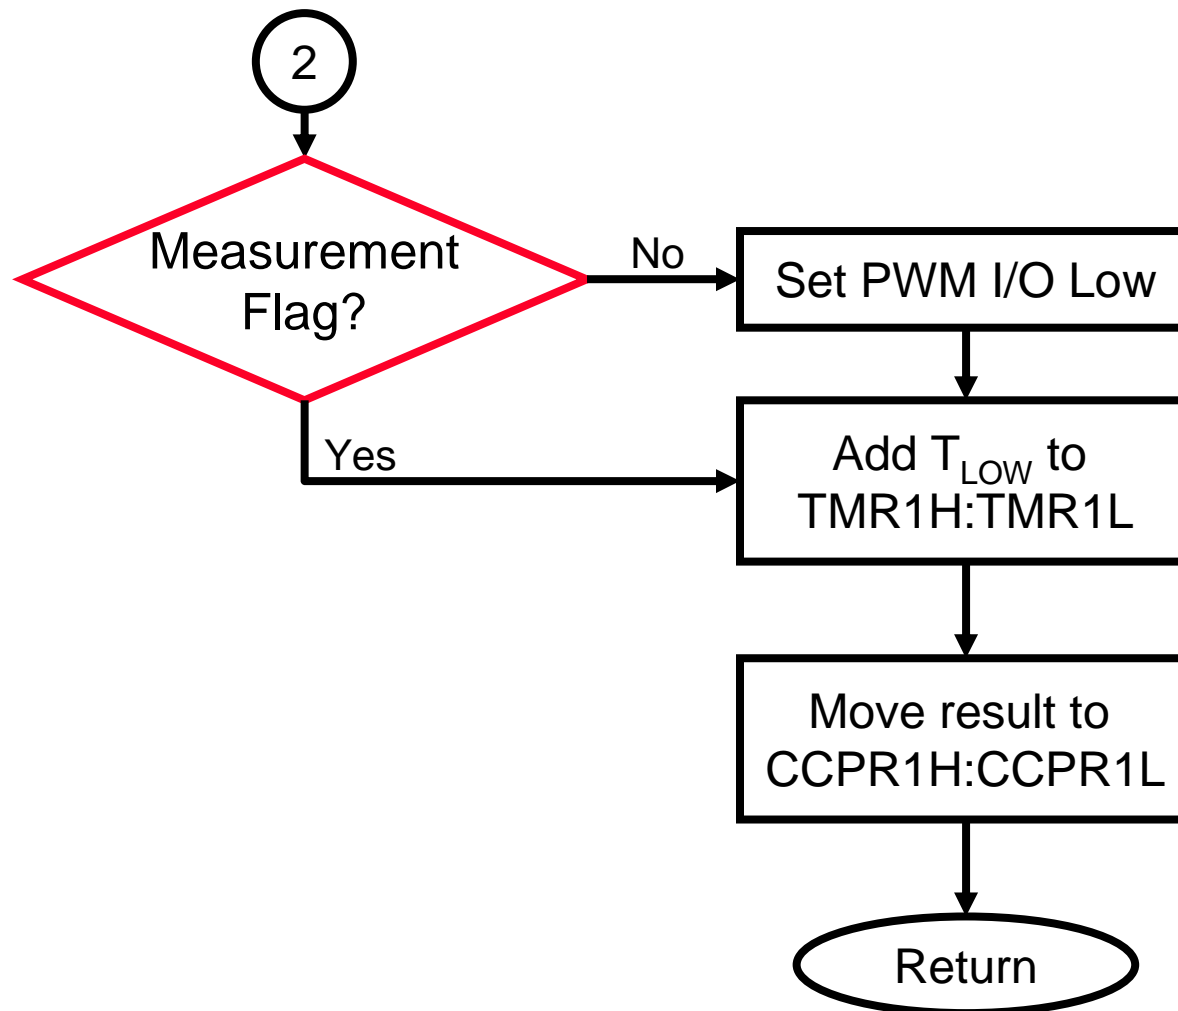 2
Measurement
Flag?
No
Set PWM I/O Low
Yes
Add TLOW to
TMR1H:TMR1L
Move result to
CCPR1H:CCPR1L
Return